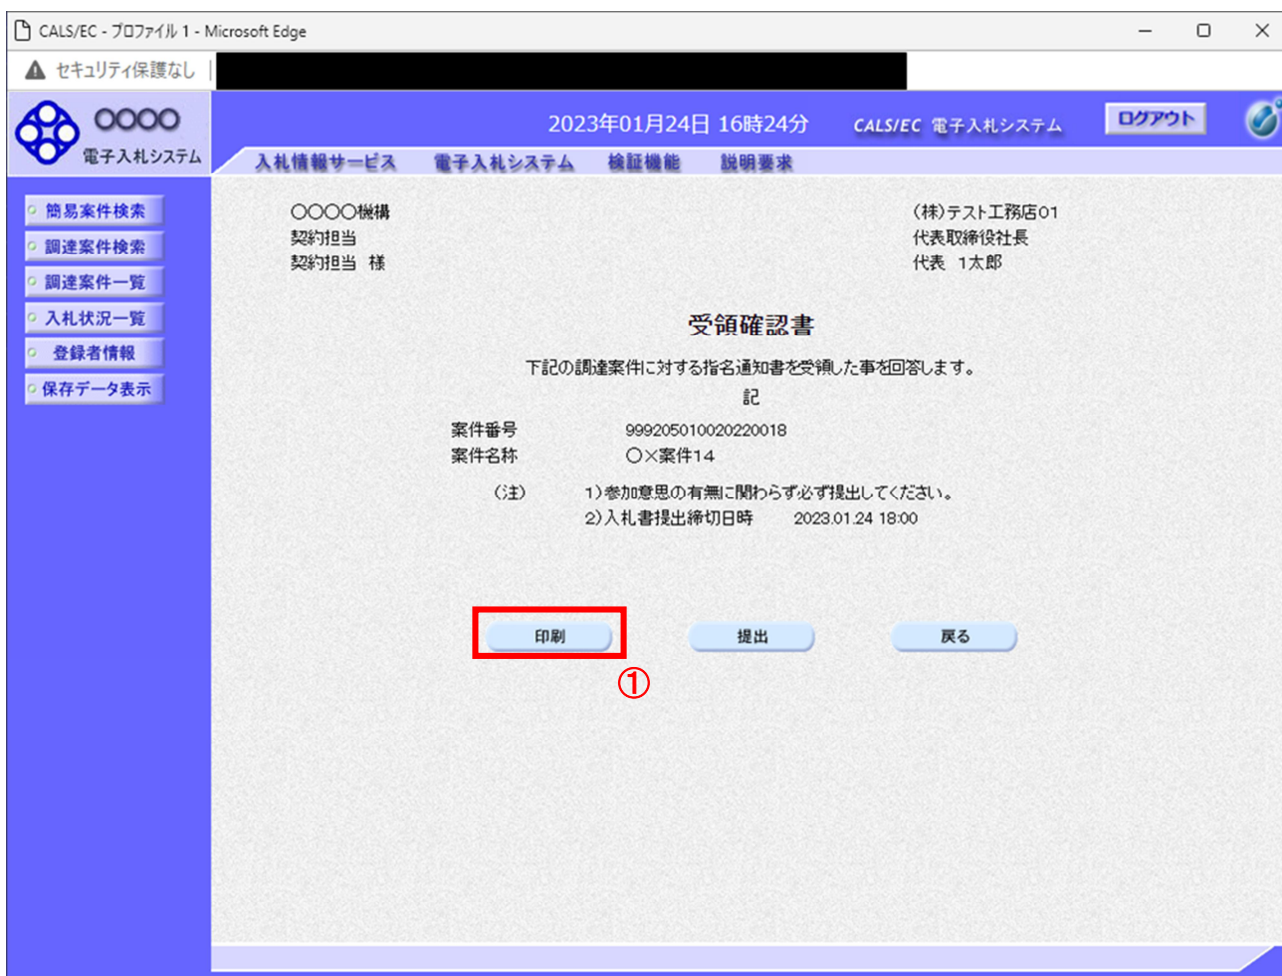 CALS/EC - プロファイル 1 - Microsoft Edge
セキュリティ保護なし
〇〇〇〇
電子入札システム
2023年01月24日 16時24分
CALS/EC 電子入札システム
ログアウト
入札情報サービス 電子入札システム 検証機能 説明要求
簡易案件検索
調達案件検索
調達案件一覧
入札状況一覧
登録者情報
保存データ表示
〇〇〇〇機構
契約担当
契約担当 様
(株)テスト工務店01
代表取締役社長
代表 1太郎
受領確認書
下記の調達案件に対する指名通知書を受領した事を回答します。
記
案件番号 999205010020220018
案件名称 〇×案件14
(注) 1)参加意思の有無に関わらず必ず提出してください。
2)入札書提出締切日時 2023.01.24 18:00
印刷 提出 戻る
①